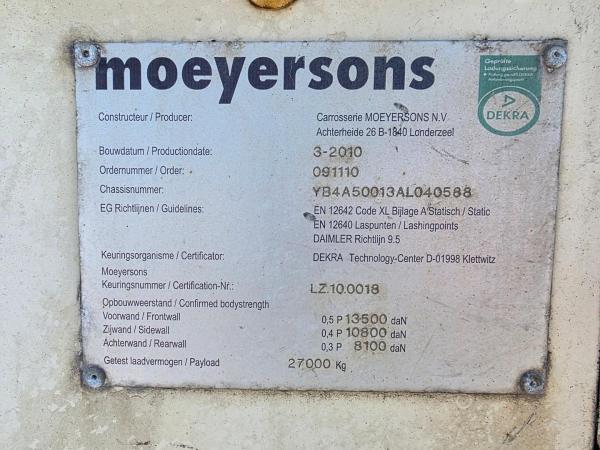 moeyersons
Geprüfte
Ladungssicherung
DEKRA
Constructeur / Producer: Carrosserie MOEYERSONS N.V
Achterheide 26 B-1840 Londerzeel
Bouwdatum / Productiondate: 3-2010
Ordernummer / Order: 091110
Chassisnummer: YB4A50013AL040588
EG Richtlijnen / Guidelines: EN 12642 Code XL Bijlage A Statisch / Static
EN 12640 Laspunten / Lashingpoints
DAIMLER Richtlijn 9.5
Keuringsorganisme / Certificator: DEKRA Technology-Center D-01998 Klettwitz
Moeyersons
Keuringsnummer / Certification-Nr.: LZ.10.0018
Opbouwweerstand / Confirmed bodystrength
Voorwand / Frontwall 0,5 P 13500 daN
Zijwand / Sidewall 0,4 P 10800 daN
Achterwand / Rearwall 0,3 P 8100 daN
Getest laadvermogen / Payload 27000 Kg